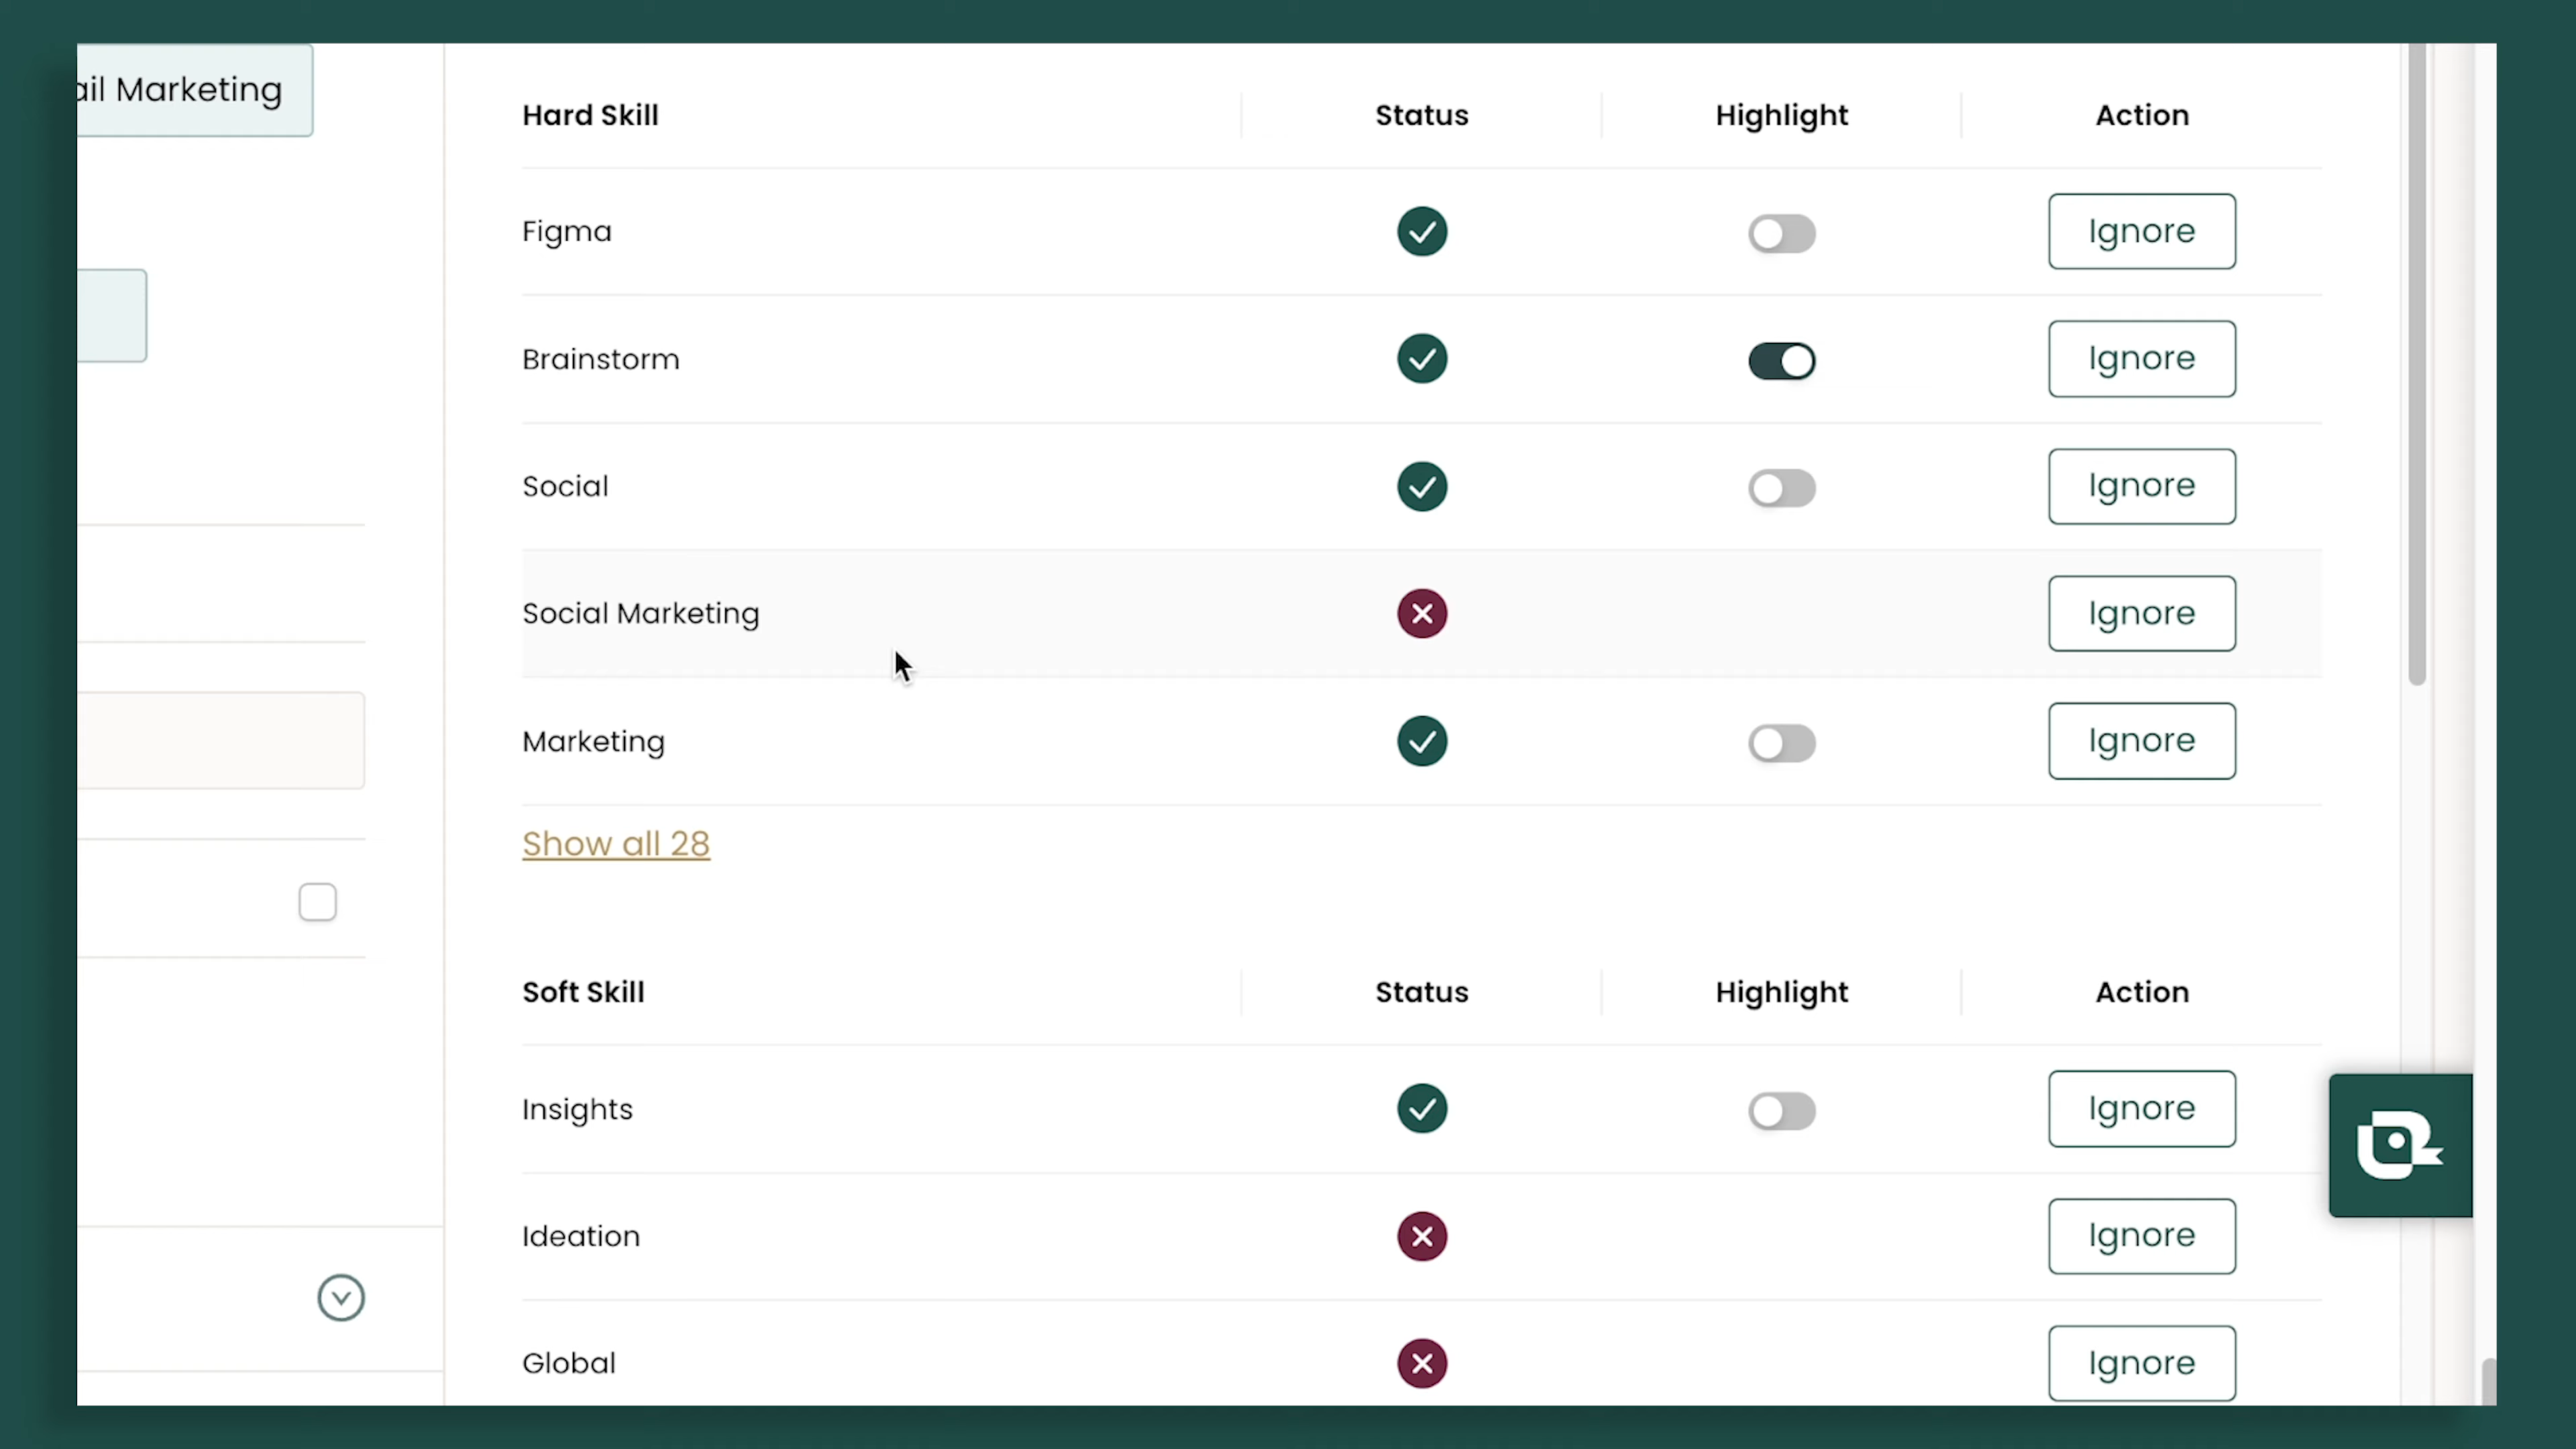 ail Marketing
Hard Skill Status Highlight Action
Figma Ignore
Brainstorm Ignore
Social Ignore
Social Marketing Ignore
Marketing Ignore
Show all 28
Soft Skill Status Highlight Action
Insights Ignore
Ideation Ignore
Global Ignore